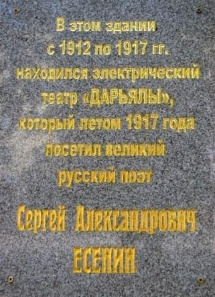 В этом здании
с 1912 по 1917 гг.
находился электрический
театр «ДАРЬЯЛЫ»,
который летом 1917 года
посетил великий
русский поэт
Сергей Александрович
ЕСЕНИН